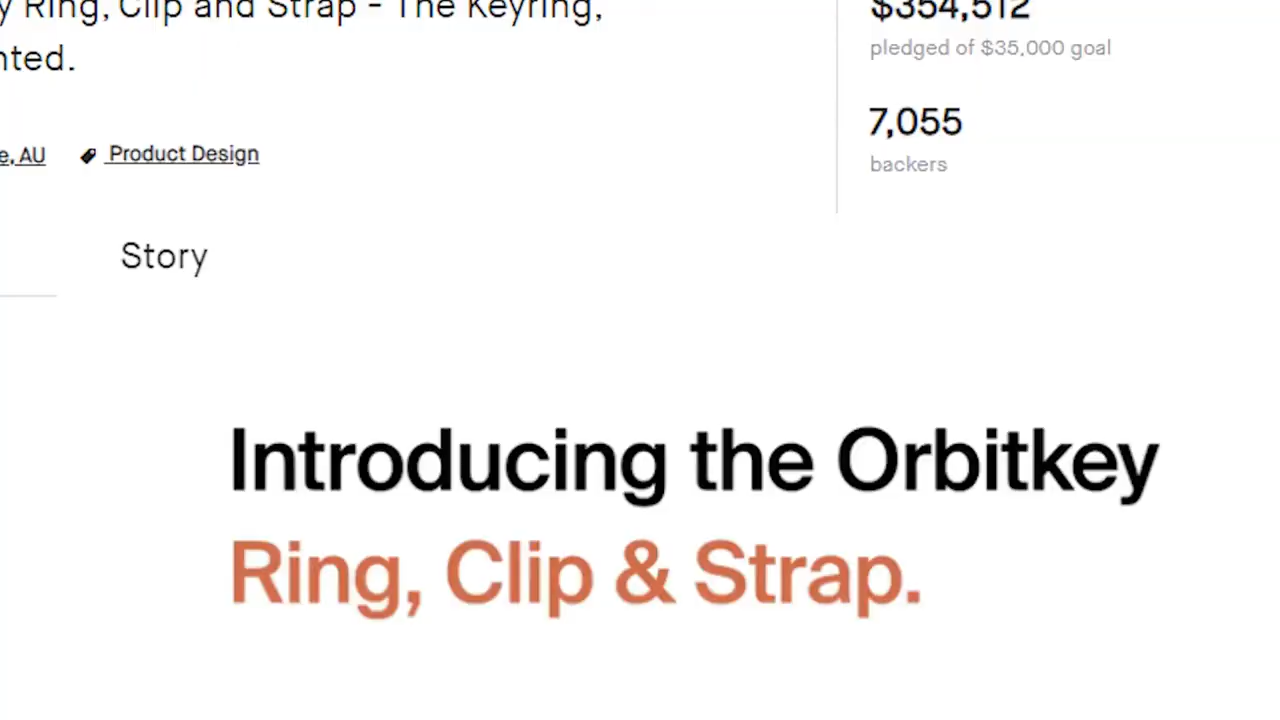 y Ring, Clip and Strap - The Keyring,
nted.
e, AU
Product Design
$354,512
pledged of $35,000 goal
7,055
backers
Story
Introducing the Orbitkey
Ring, Clip & Strap.